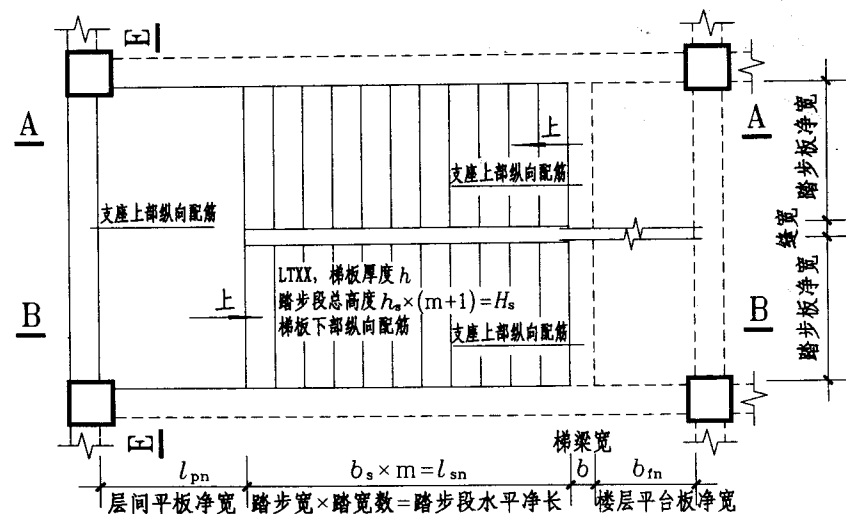 E
A
A
上
支座上部纵向配筋
踏步板净宽
支座上部纵向配筋
缝宽
LTXX, 梯板厚度h
踏步段总高度hₛ×(m+1)=Hₛ
梯板下部纵向配筋
上
B
B
支座上部纵向配筋
踏步板净宽
E
梯梁宽
lₚₙ
bₛ×m=lₛₙ
b
b_fn
层间平板净宽
踏步宽×踏宽数=踏步段水平净长
楼层平台板净宽